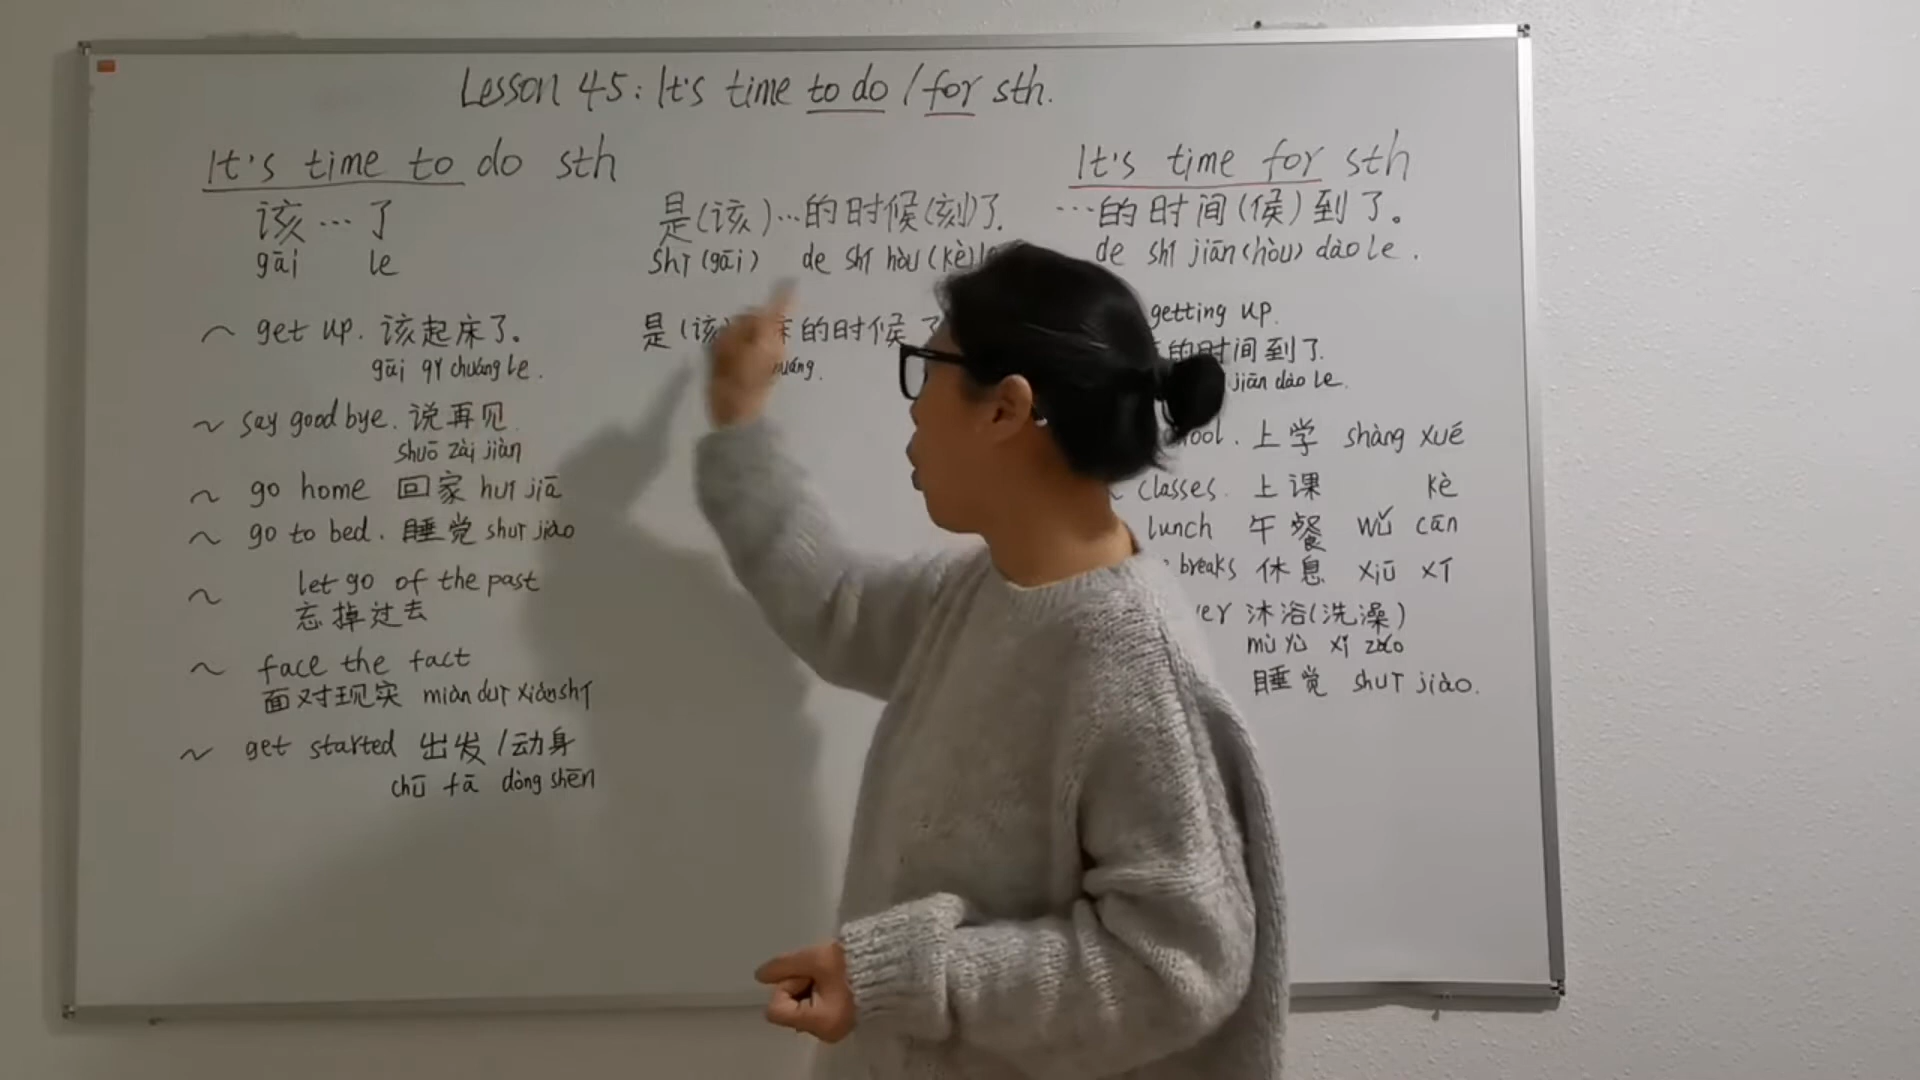 Lesson 45: It's time to do / for sth.
It's time to do sth
该…了
gāi le
~ get up. 该起床了。
gāi qǐ chuáng le.
~ say good bye. 说再见
shuō zài jiàn
~ go home 回家 huí jiā
~ go to bed. 睡觉 shuì jiào
~ let go of the past
忘掉过去
~ face the fact
面对现实 miàn duì xiàn shí
~ get started 出发/动身
chū fā dòng shēn
是(该)…的时候(刻)了.
shì (gāi) de shí hòu (kè) le
是(该) 床的时候了
It's time for sth
…的时间(候)到了。
de shí jiān (hòu) dào le.
getting up.
的时间到了.
jiān dào le.
上学 shàng xué
~ classes. 上课 kè
lunch 午餐 wǔ cān
breaks 休息 xiū xī
沐浴(洗澡)
mù yù xǐ zǎo
睡觉 shuì jiào.